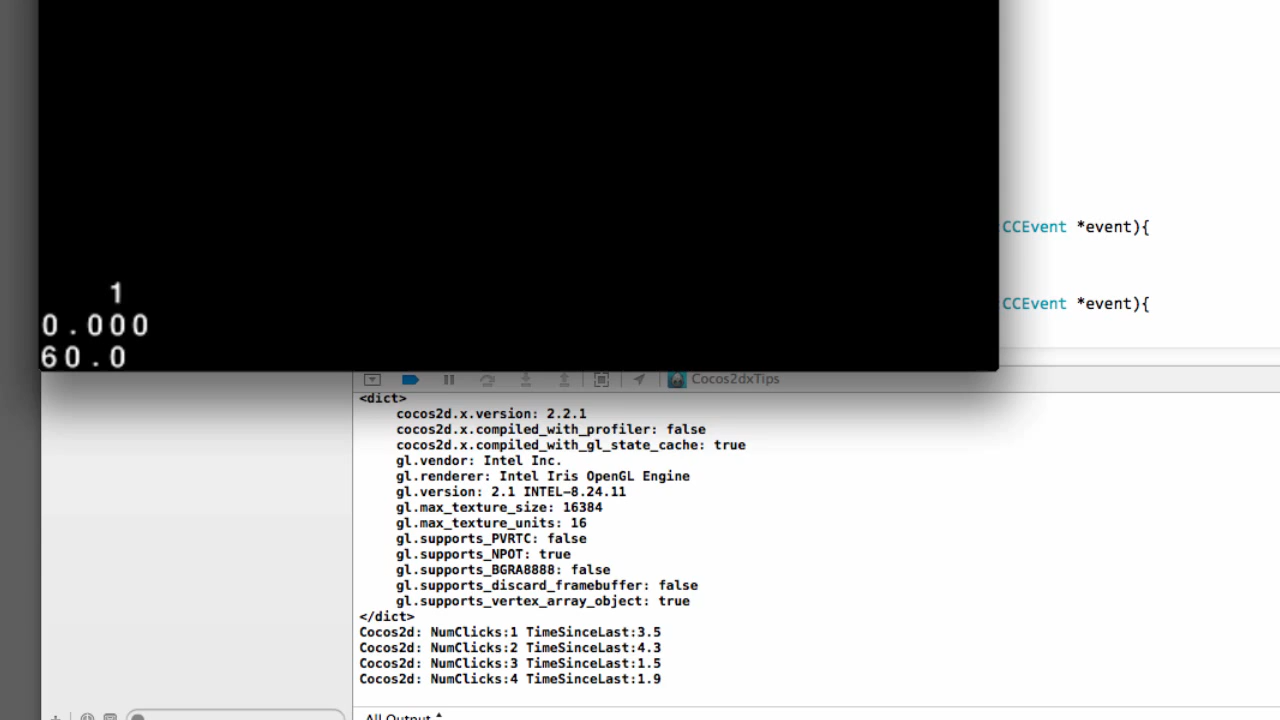 CCEvent *event){
CCEvent *event){
1
0.000
60.0
Cocos2dxTips
<dict>
cocos2d.x.version: 2.2.1
cocos2d.x.compiled_with_profiler: false
cocos2d.x.compiled_with_gl_state_cache: true
gl.vendor: Intel Inc.
gl.renderer: Intel Iris OpenGL Engine
gl.version: 2.1 INTEL-8.24.11
gl.max_texture_size: 16384
gl.max_texture_units: 16
gl.supports_PVRTC: false
gl.supports_NPOT: true
gl.supports_BGRA8888: false
gl.supports_discard_framebuffer: false
gl.supports_vertex_array_object: true
</dict>
Cocos2d: NumClicks:1 TimeSinceLast:3.5
Cocos2d: NumClicks:2 TimeSinceLast:4.3
Cocos2d: NumClicks:3 TimeSinceLast:1.5
Cocos2d: NumClicks:4 TimeSinceLast:1.9
All Output